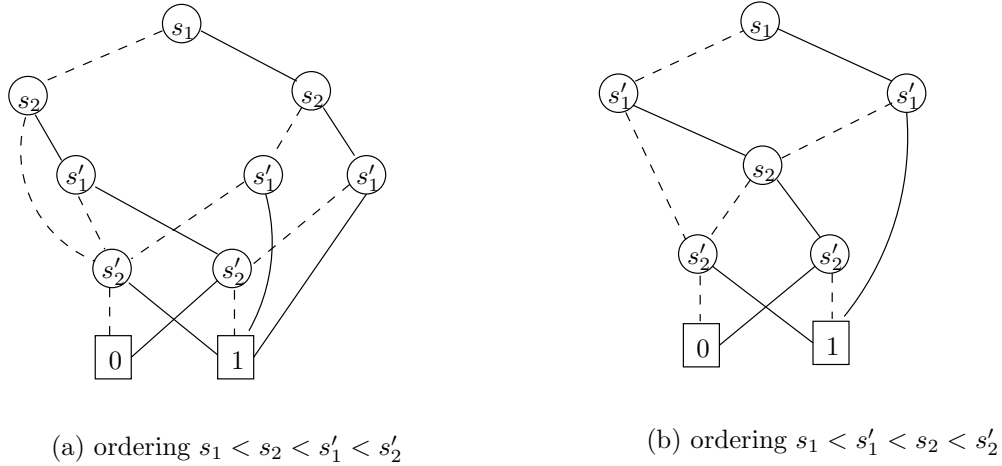 s₁ s₁
s₂ s₂ s′₁ s′₁
s′₁ s′₁ s′₁ s₂
s′₂ s′₂ s′₂ s′₂
0 1 0 1
(a) ordering s₁ < s₂ < s′₁ < s′₂ (b) ordering s₁ < s′₁ < s₂ < s′₂